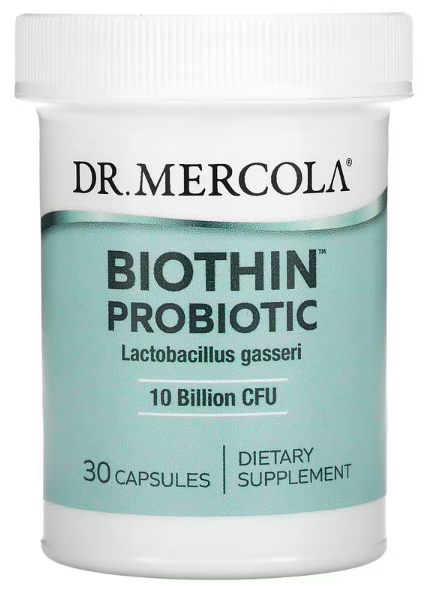 DR. MERCOLA®
BIOTHIN™
PROBIOTIC
Lactobacillus gasseri
10 Billion CFU
30 CAPSULES
DIETARY
SUPPLEMENT